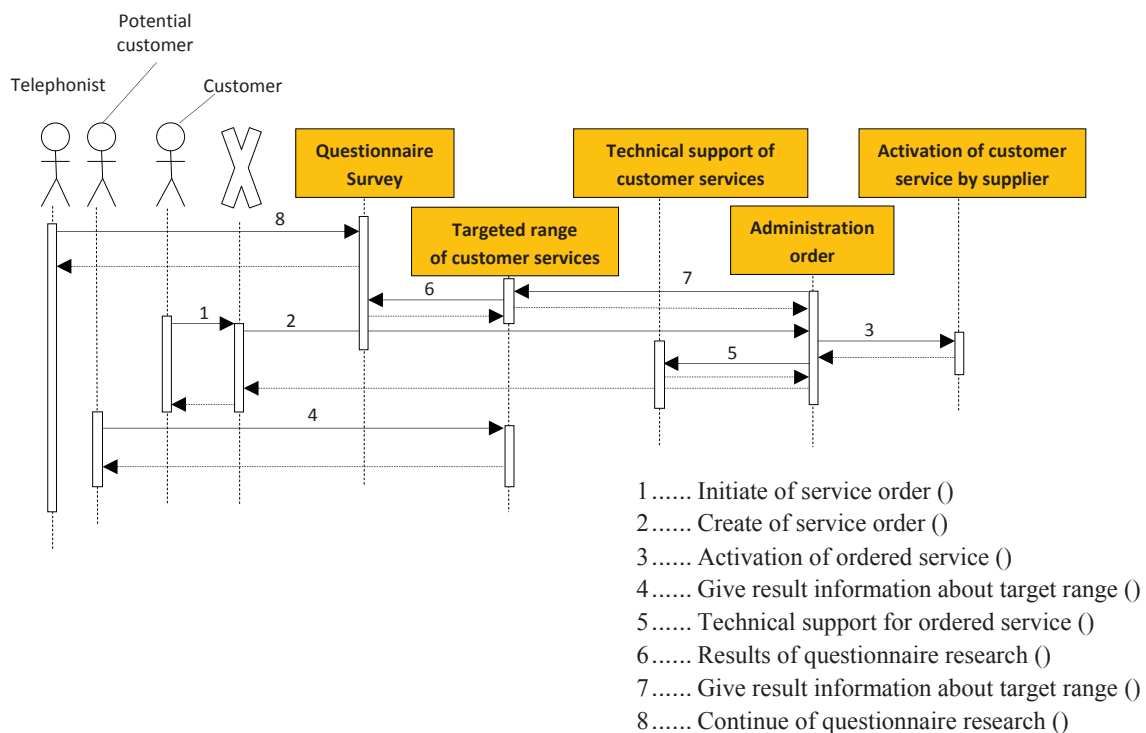 Potential
customer
Telephonist
Customer
Questionnaire
Survey
Technical support of
customer services
Activation of customer
service by supplier
Targeted range
of customer services
Administration
order
8
7
6
1
2
3
5
4
1...... Initiate of service order ()
2...... Create of service order ()
3...... Activation of ordered service ()
4...... Give result information about target range ()
5...... Technical support for ordered service ()
6...... Results of questionnaire research ()
7...... Give result information about target range ()
8...... Continue of questionnaire research ()